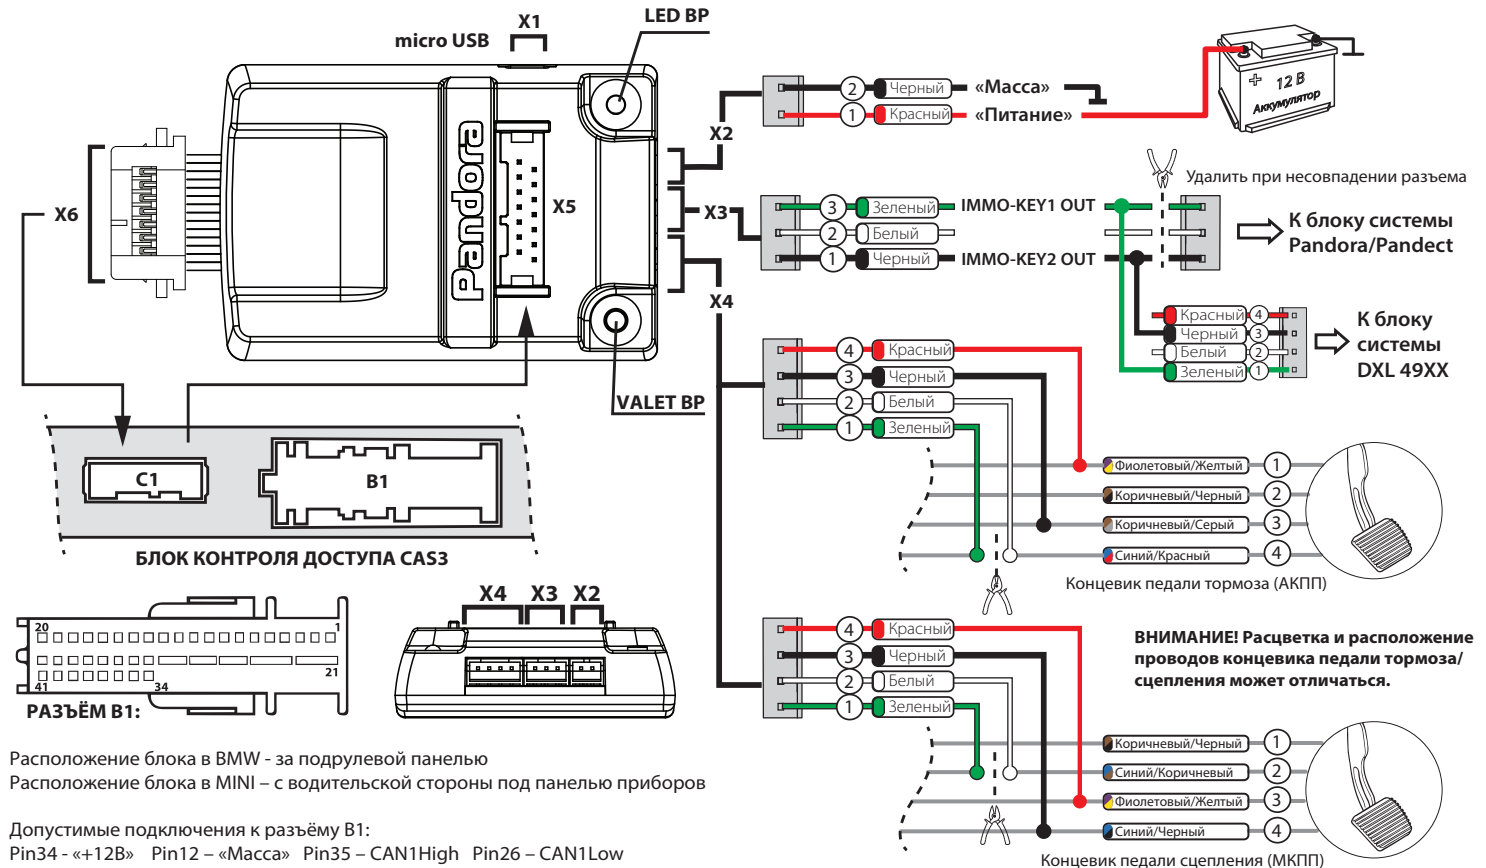 LED BP
X1
micro USB
X6
Pandora
X5
X2
X3
X4
VALET BP
2 Черный «Масса»
1 Красный «Питание»
+ 12 В
Аккумулятор
Удалить при несовпадении разъема
3 Зеленый IMMO-KEY1 OUT
2 Белый
1 Черный IMMO-KEY2 OUT
К блоку системы
Pandora/Pandect
Красный 4
Черный 3
Белый 2
Зеленый 1
К блоку
системы
DXL 49XX
4 Красный
3 Черный
2 Белый
1 Зеленый
Фиолетовый/Желтый 1
Коричневый/Черный 2
Коричневый/Серый 3
Синий/Красный 4
Концевик педали тормоза (АКПП)
C1
B1
БЛОК КОНТРОЛЯ ДОСТУПА CAS3
X4 X3 X2
20 1
21
41 34
РАЗЪЁМ B1:
4 Красный
3 Черный
2 Белый
1 Зеленый
ВНИМАНИЕ! Расцветка и расположение
проводов концевика педали тормоза/
сцепления может отличаться.
Коричневый/Черный 1
Синий/Коричневый 2
Фиолетовый/Желтый 3
Синий/Черный 4
Концевик педали сцепления (МКПП)
Расположение блока в BMW - за подрулевой панелью
Расположение блока в MINI – с водительской стороны под панелью приборов
Допустимые подключения к разъёму B1:
Pin34 - «+12В» Pin12 – «Масса» Pin35 – CAN1High Pin26 – CAN1Low